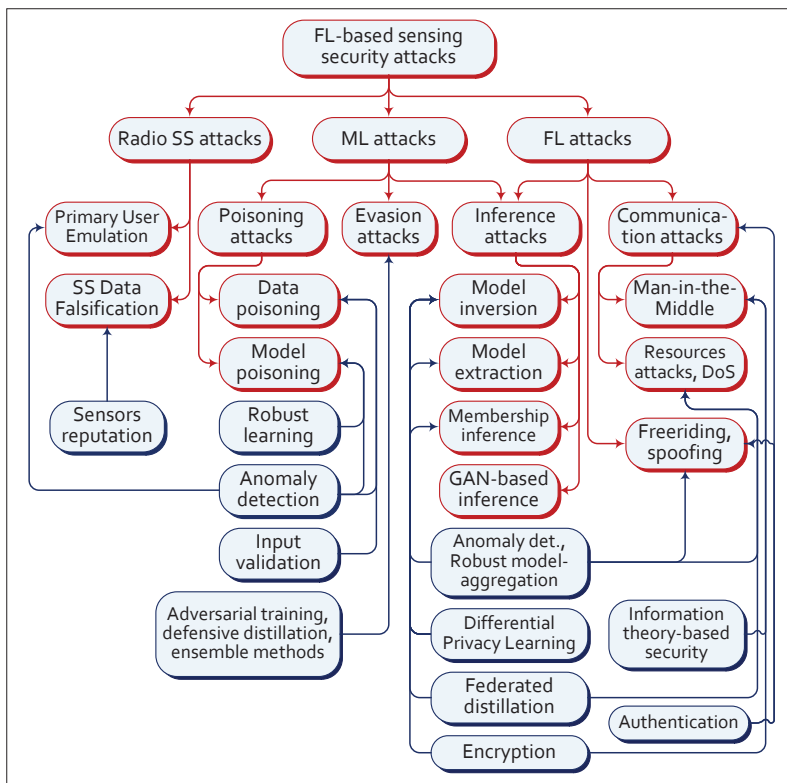 FL-based sensing
security attacks
Radio SS attacks
ML attacks
FL attacks
Primary User
Emulation
Poisoning
attacks
Evasion
attacks
Inference
attacks
Communica-
tion attacks
SS Data
Falsification
Data
poisoning
Model
inversion
Man-in-the-
Middle
Model
poisoning
Model
extraction
Resources
attacks, DoS
Sensors
reputation
Robust
learning
Membership
inference
Freeriding,
spoofing
Anomaly
detection
GAN-based
inference
Input
validation
Anomaly det.,
Robust model-
aggregation
Adversarial training,
defensive distillation,
ensemble methods
Differential
Privacy Learning
Information
theory-based
security
Federated
distillation
Authentication
Encryption